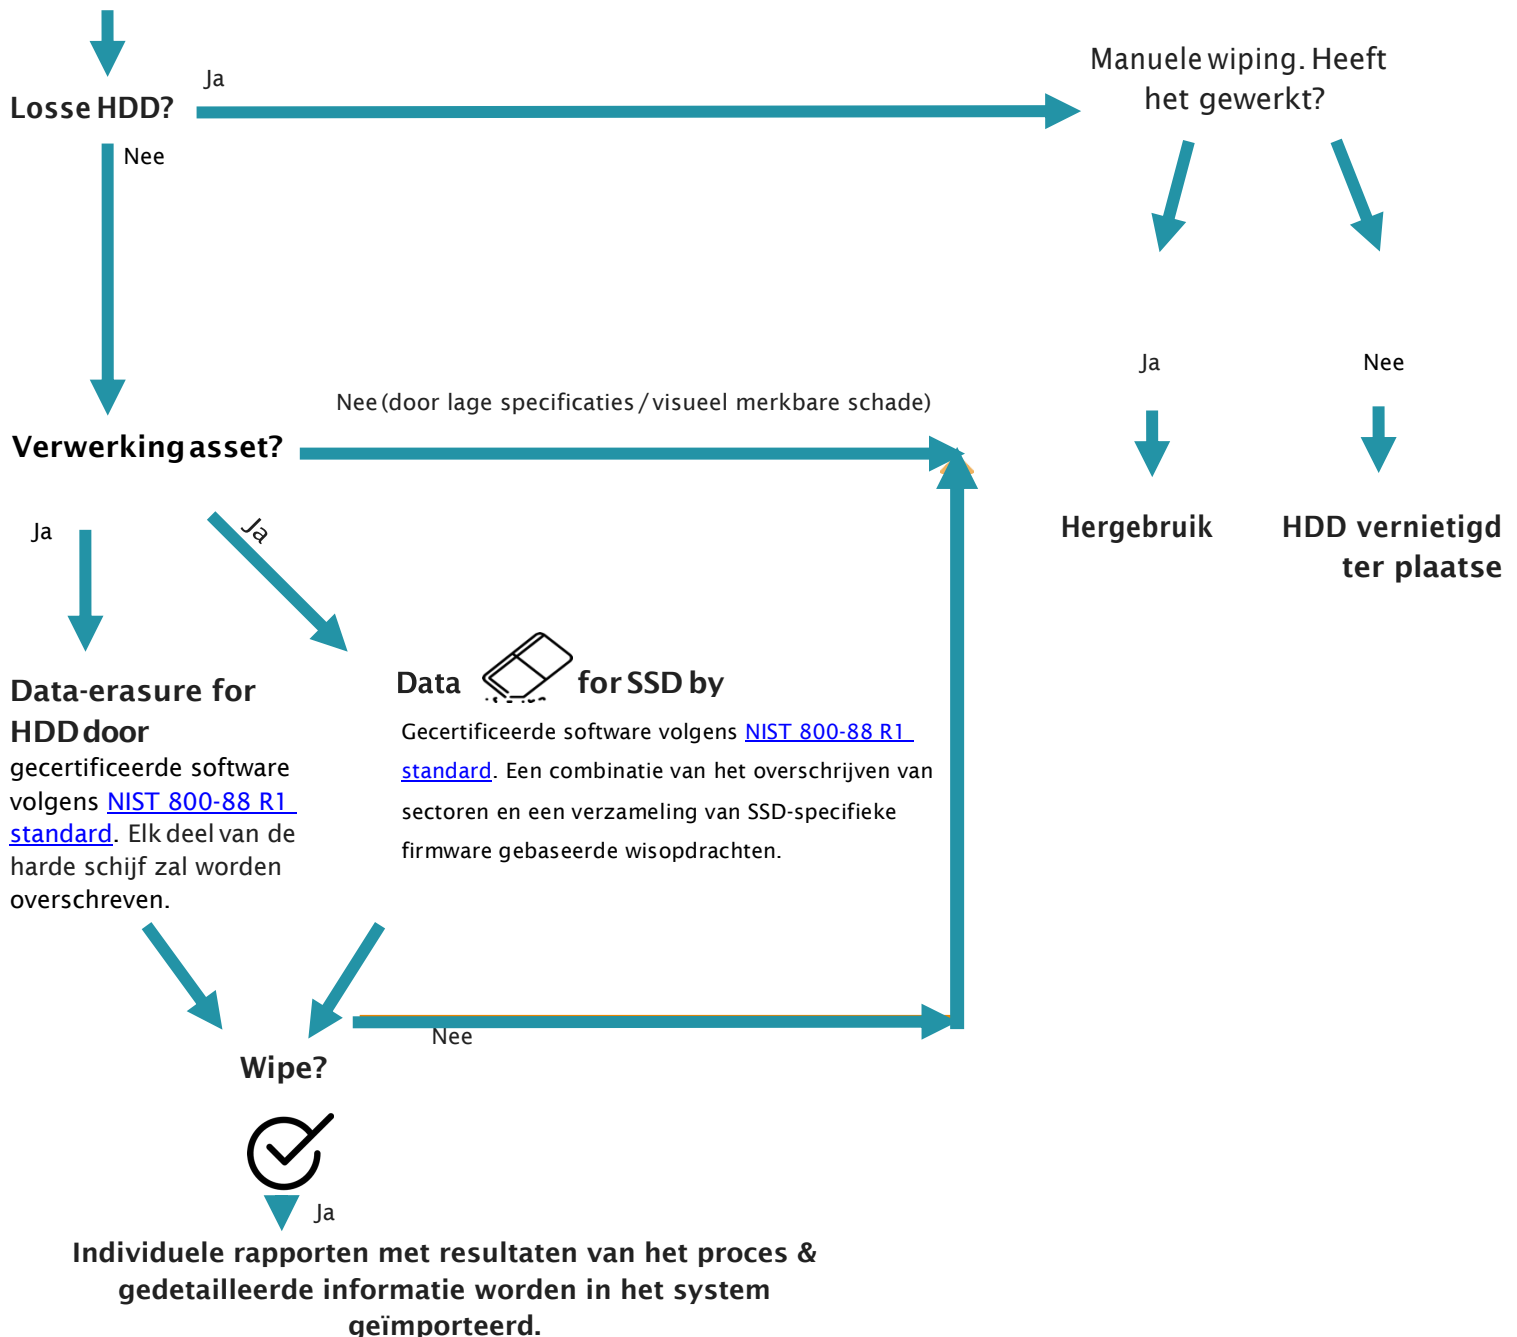 Ja
Losse HDD?
Manuele wiping. Heeft
het gewerkt?
Nee
Ja
Nee
Nee (door lage specificaties / visueel merkbare schade)
Verwerking asset?
Ja
Ja
Hergebruik
HDD vernietigd
ter plaatse
Data-erasure for
HDD door
gecertificeerde software
volgens NIST 800-88 R1
standard. Elk deel van de
harde schijf zal worden
overschreven.
Data for SSD by
Gecertificeerde software volgens NIST 800-88 R1
standard. Een combinatie van het overschrijven van
sectoren en een verzameling van SSD-specifieke
firmware gebaseerde wisopdrachten.
Nee
Wipe?
Ja
Individuele rapporten met resultaten van het proces &
gedetailleerde informatie worden in het system
geïmporteerd.